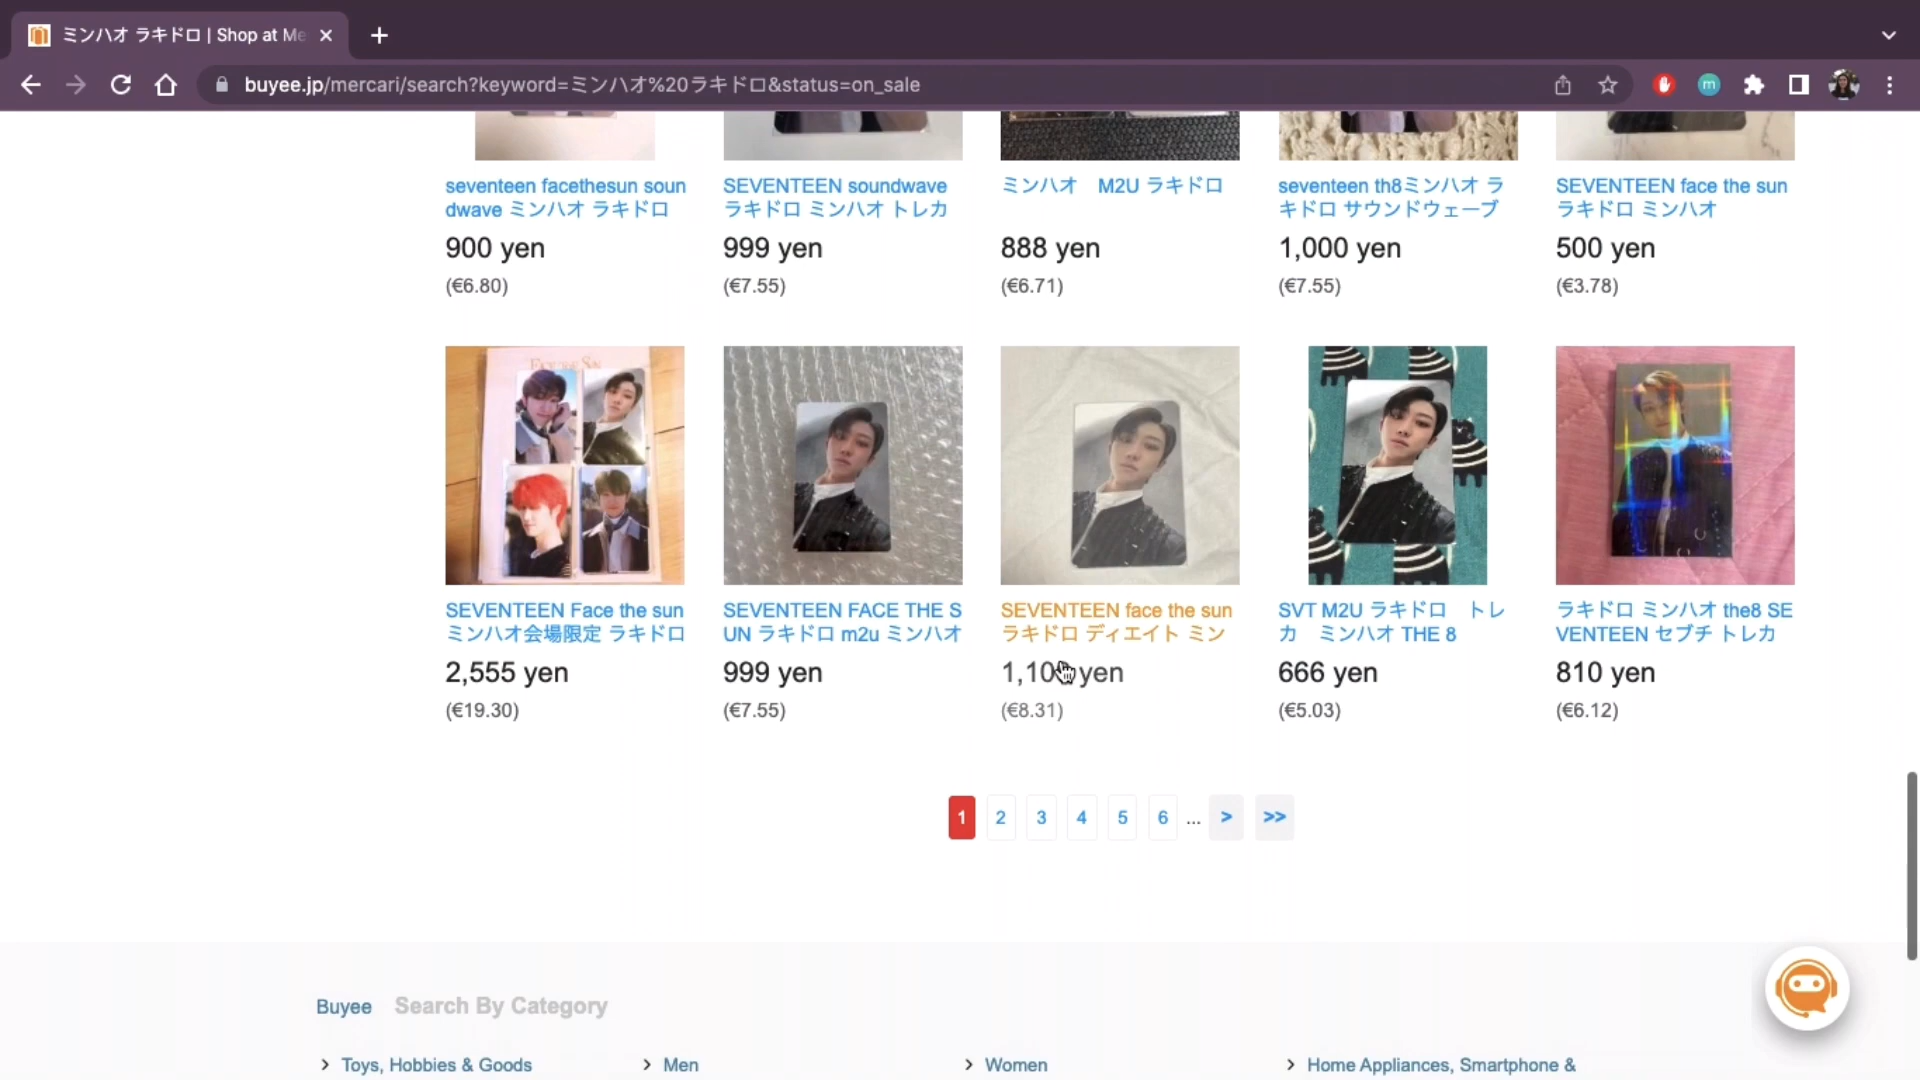 ミンハオ ラキドロ | Shop at Me
buyee.jp/mercari/search?keyword=ミンハオ%20ラキドロ&status=on_sale
m
seventeen facethesun soun
dwave ミンハオ ラキドロ
900 yen
(€6.80)
SEVENTEEN soundwave
ラキドロ ミンハオ トレカ
999 yen
(€7.55)
ミンハオ　M2U ラキドロ
888 yen
(€6.71)
seventeen th8ミンハオ ラ
キドロ サウンドウェーブ
1,000 yen
(€7.55)
SEVENTEEN face the sun
ラキドロ ミンハオ
500 yen
(€3.78)
SEVENTEEN Face the sun
ミンハオ会場限定 ラキドロ
2,555 yen
(€19.30)
SEVENTEEN FACE THE S
UN ラキドロ m2u ミンハオ
999 yen
(€7.55)
SEVENTEEN face the sun
ラキドロ ディエイト ミン
yen
(€8.31)
SVT M2U ラキドロ　トレ
カ　ミンハオ THE 8
666 yen
(€5.03)
ラキドロ ミンハオ the8 SE
VENTEEN セブチ トレカ
810 yen
(€6.12)
1 2 3 4 5 6 ... > >>
Buyee Search By Category
> Toys, Hobbies & Goods
> Men
> Women
> Home Appliances, Smartphone &